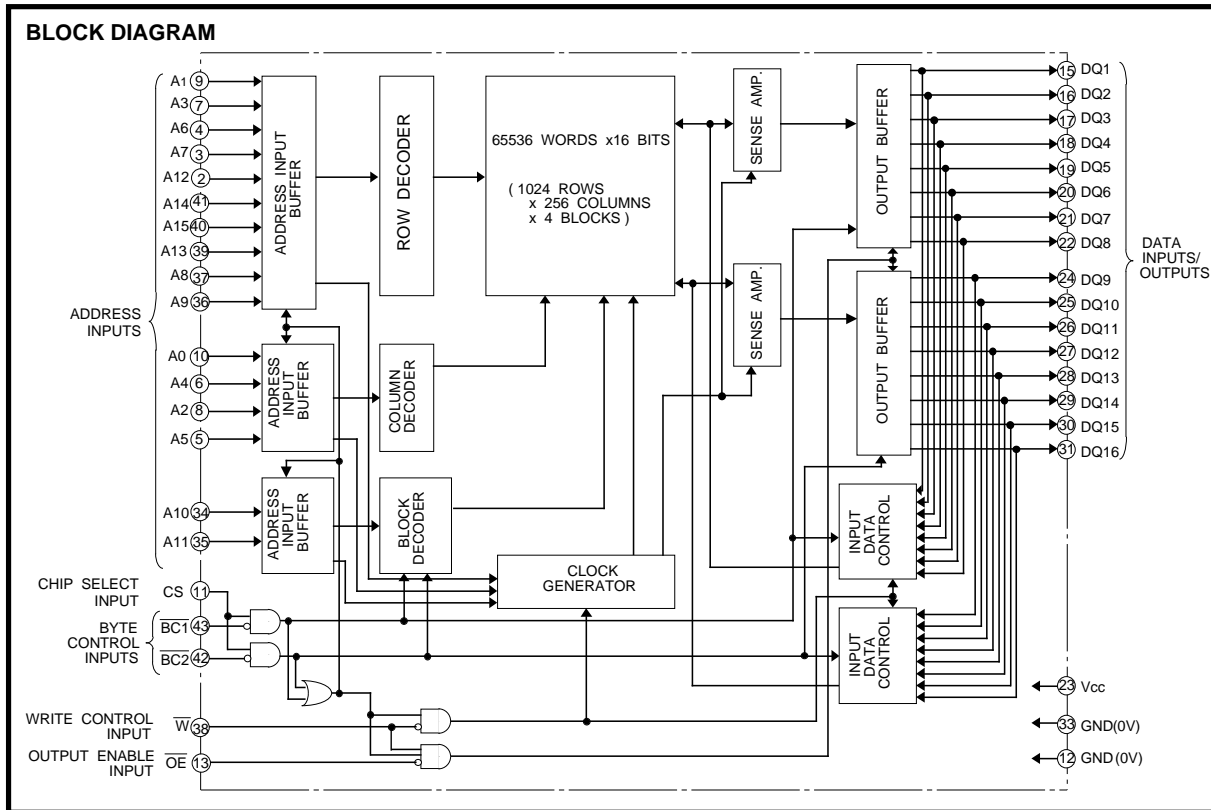 BLOCK DIAGRAM
ADDRESS INPUTS
A1 9
A3 7
A6 4
A7 3
A12 2
A14 41
A15 40
A13 39
A8 37
A9 36
A0 10
A4 6
A2 8
A5 5
A10 34
A11 35
CHIP SELECT INPUT
CS 11
BYTE CONTROL INPUTS
BC1 43
BC2 42
WRITE CONTROL INPUT
W 38
OUTPUT ENABLE INPUT
OE 13
ADDRESS INPUT BUFFER
ADDRESS INPUT BUFFER
ADDRESS INPUT BUFFER
ROW DECODER
COLUMN DECODER
BLOCK DECODER
65536 WORDS x16 BITS
( 1024 ROWS
x 256 COLUMNS
x 4 BLOCKS )
CLOCK GENERATOR
SENSE AMP.
SENSE AMP.
OUTPUT BUFFER
OUTPUT BUFFER
INPUT DATA CONTROL
INPUT DATA CONTROL
15 DQ1
16 DQ2
17 DQ3
18 DQ4
19 DQ5
20 DQ6
21 DQ7
22 DQ8
24 DQ9
25 DQ10
26 DQ11
27 DQ12
28 DQ13
29 DQ14
30 DQ15
31 DQ16
DATA INPUTS/ OUTPUTS
23 Vcc
33 GND(0V)
12 GND (0V)